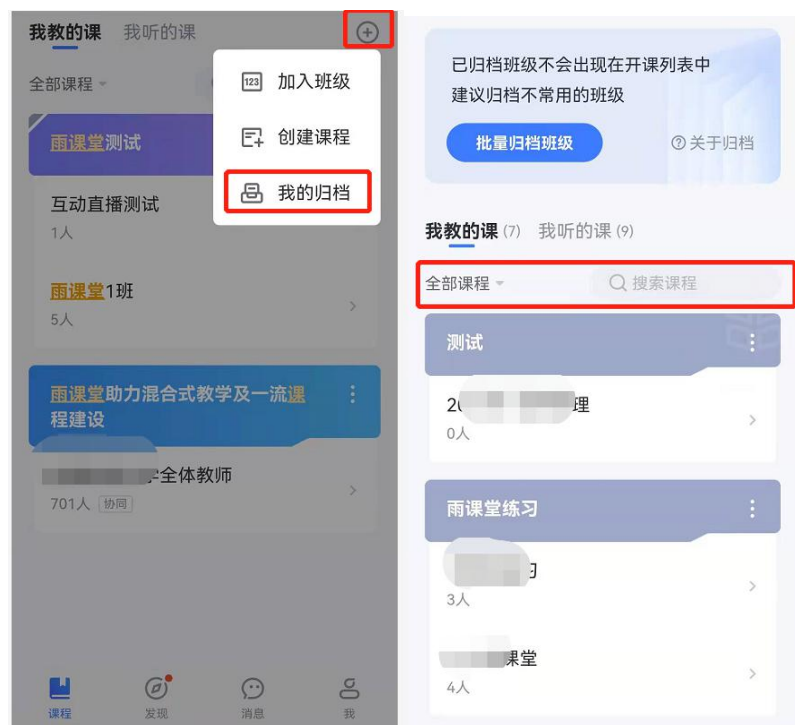 我教的课 我听的课
全部课程
123 加入班级
创建课程
我的归档
雨课堂测试
互动直播测试
1人
雨课堂1班
5人
雨课堂助力混合式教学及一流课
程建设
全体教师
701人 协同
课程 发现 消息 我
已归档班级不会出现在开课列表中
建议归档不常用的班级
批量归档班级 ?关于归档
我教的课 (7) 我听的课 (9)
全部课程 搜索课程
测试
理
0人
雨课堂练习
3人
课堂
4人